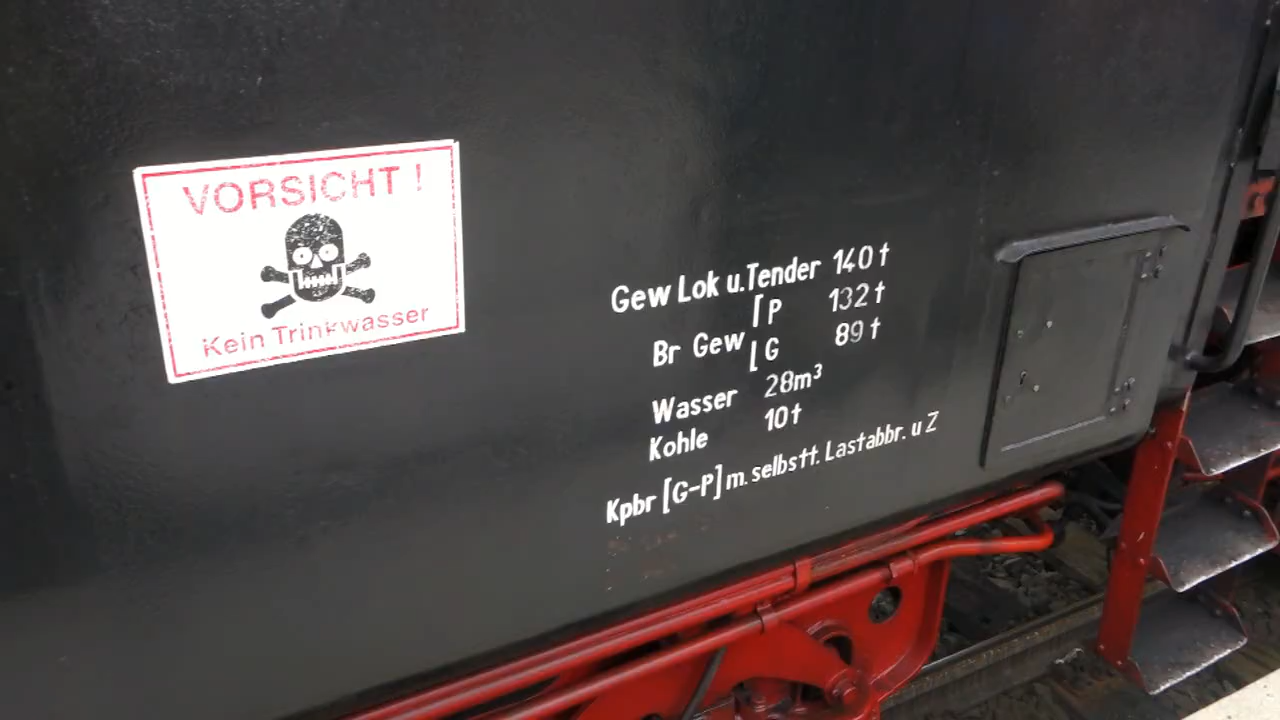 VORSICHT !
Kein Trinkwasser
Gew Lok u. Tender 140 t
Br Gew [ P 132 t
[ G 89 t
Wasser 28m³
Kohle 10 t
Kpbr [G-P] m. selbstt. Lastabbr. u Z